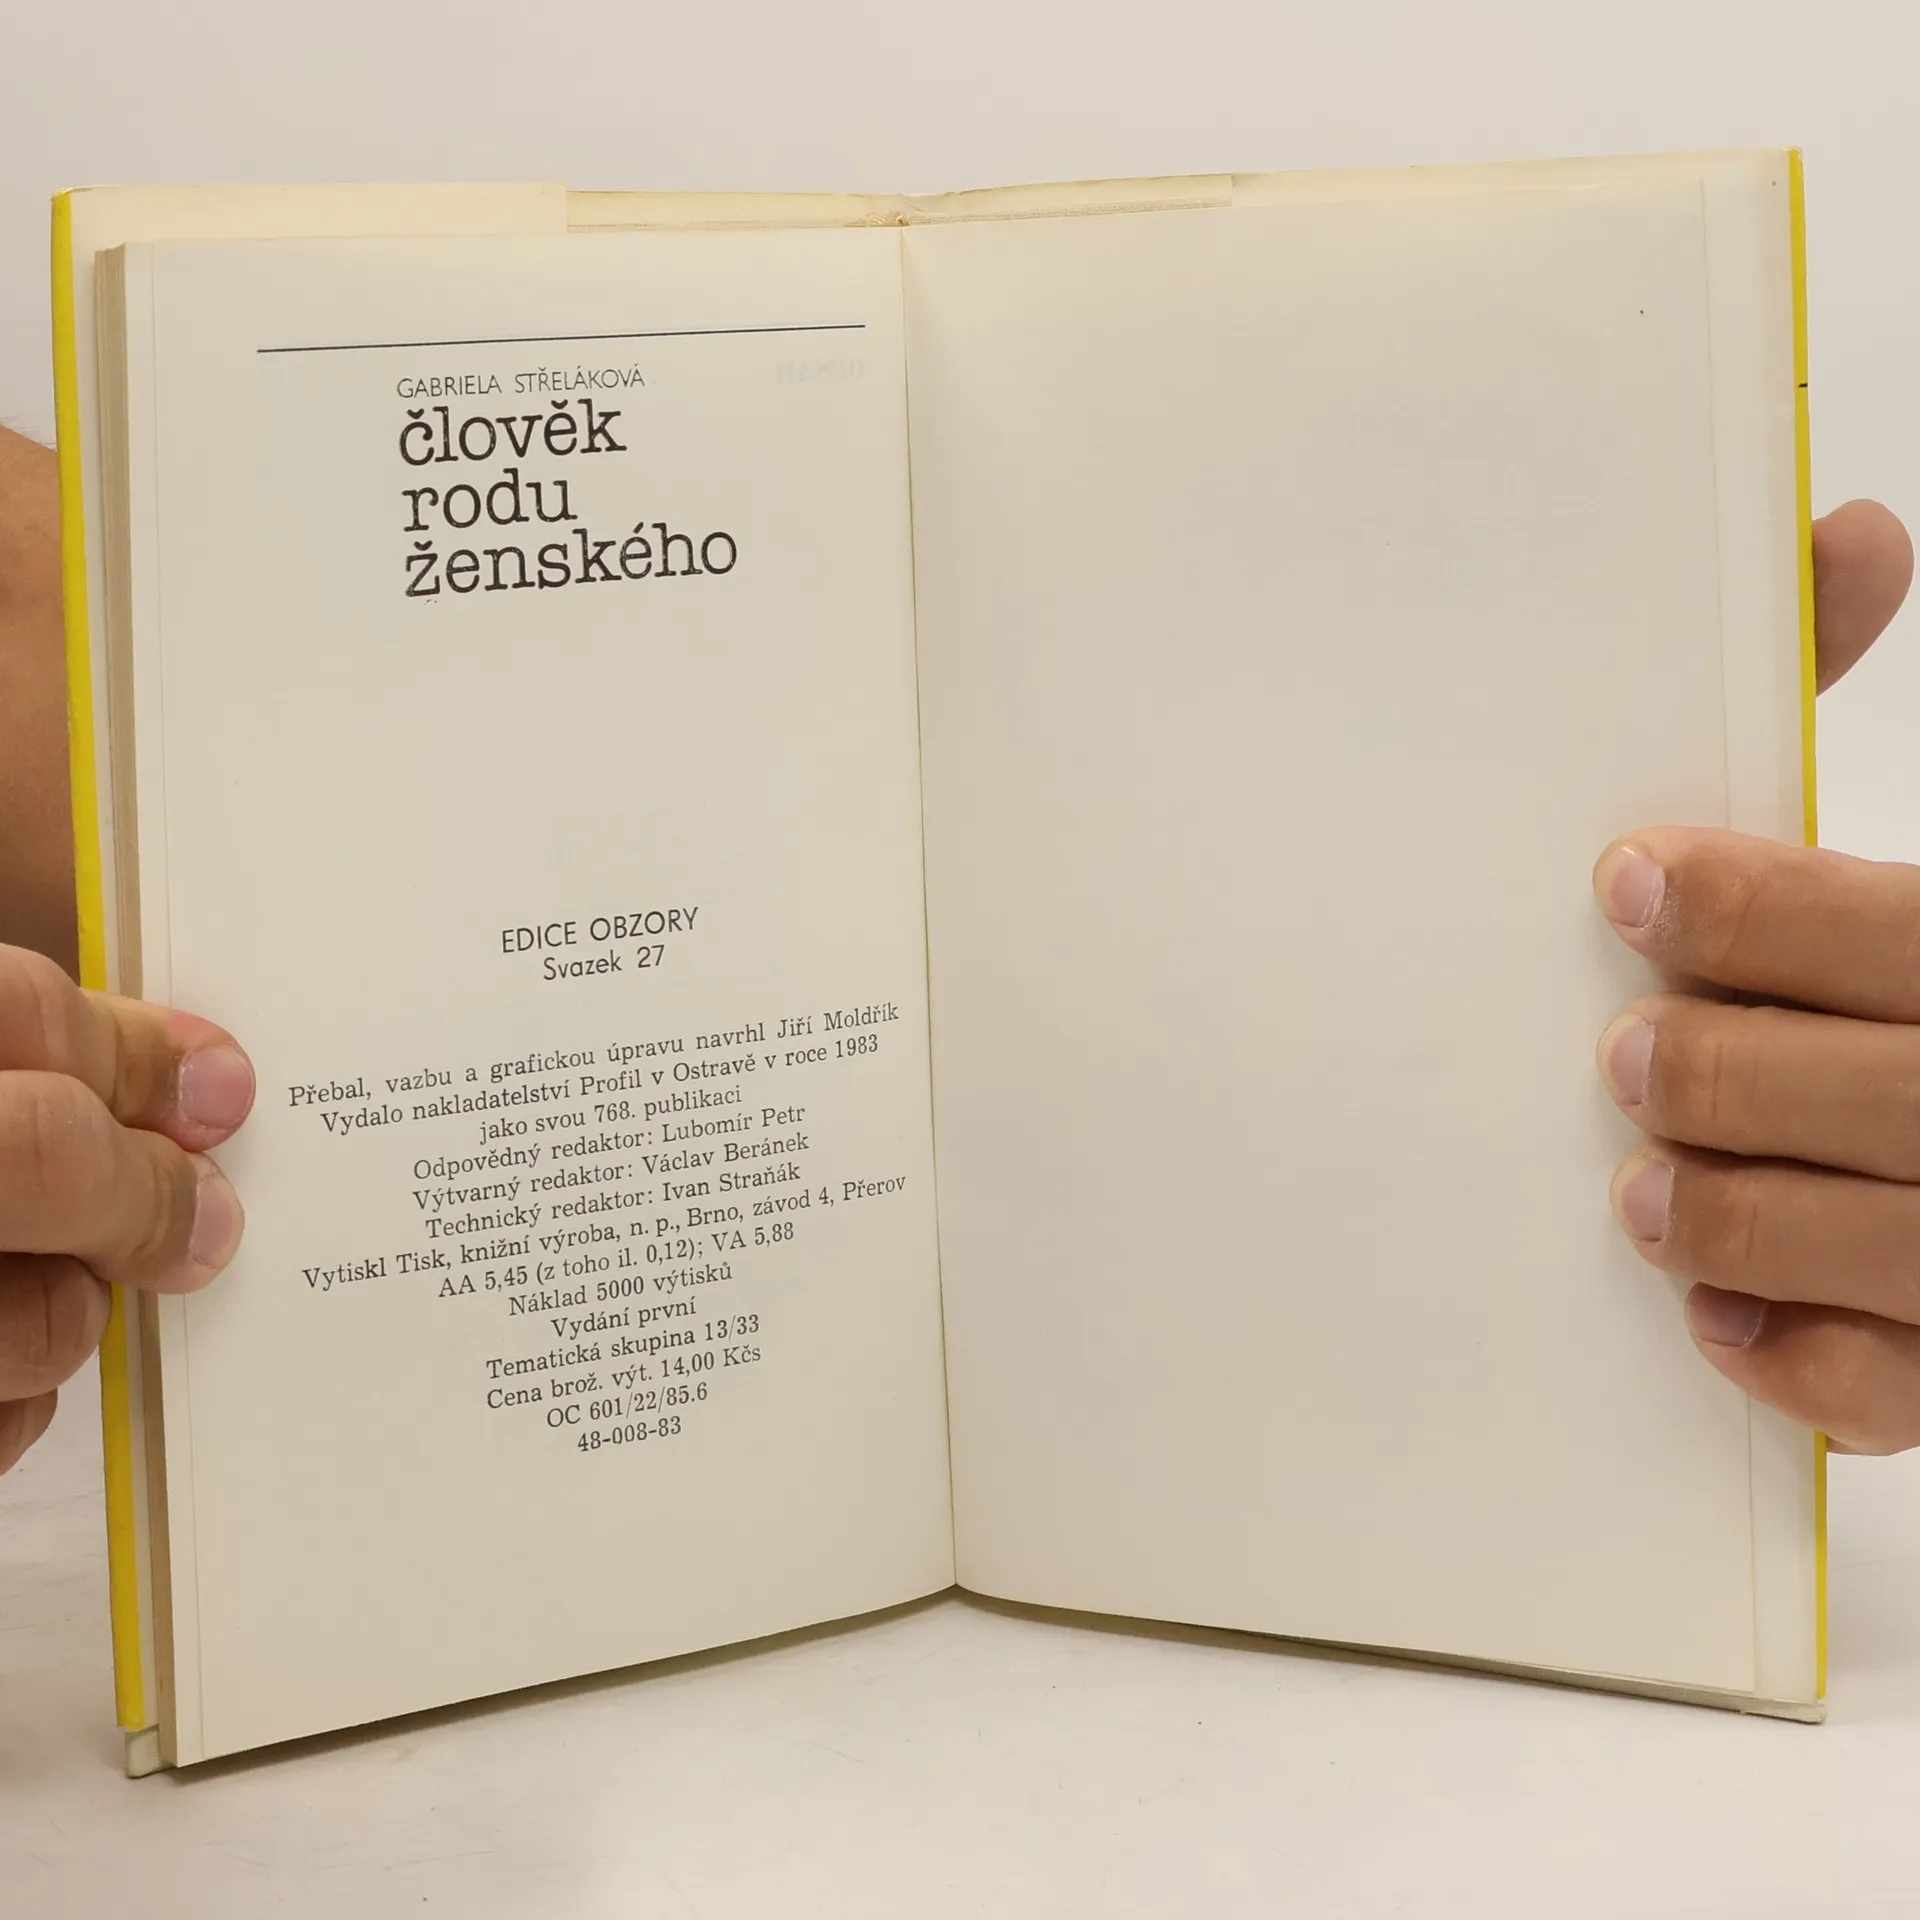 GABRIELA STŘELÁKOVÁ
člověk
rodu
ženského
EDICE OBZORY
Svazek 27
Přebal, vazbu a grafickou úpravu navrhl Jiří Moldřík
Vydalo nakladatelství Profil v Ostravě v roce 1983
jako svou 768. publikaci
Odpovědný redaktor: Lubomír Petr
Výtvarný redaktor: Václav Beránek
Technický redaktor: Ivan Straňák
Vytiskl Tisk, knižní výroba, n. p., Brno, závod 4, Přerov
AA 5,45 (z toho il. 0,12); VA 5,88
Náklad 5000 výtisků
Vydání první
Tematická skupina 13/33
Cena brož. výt. 14,00 Kčs
OC 601/22/85.6
48-008-83